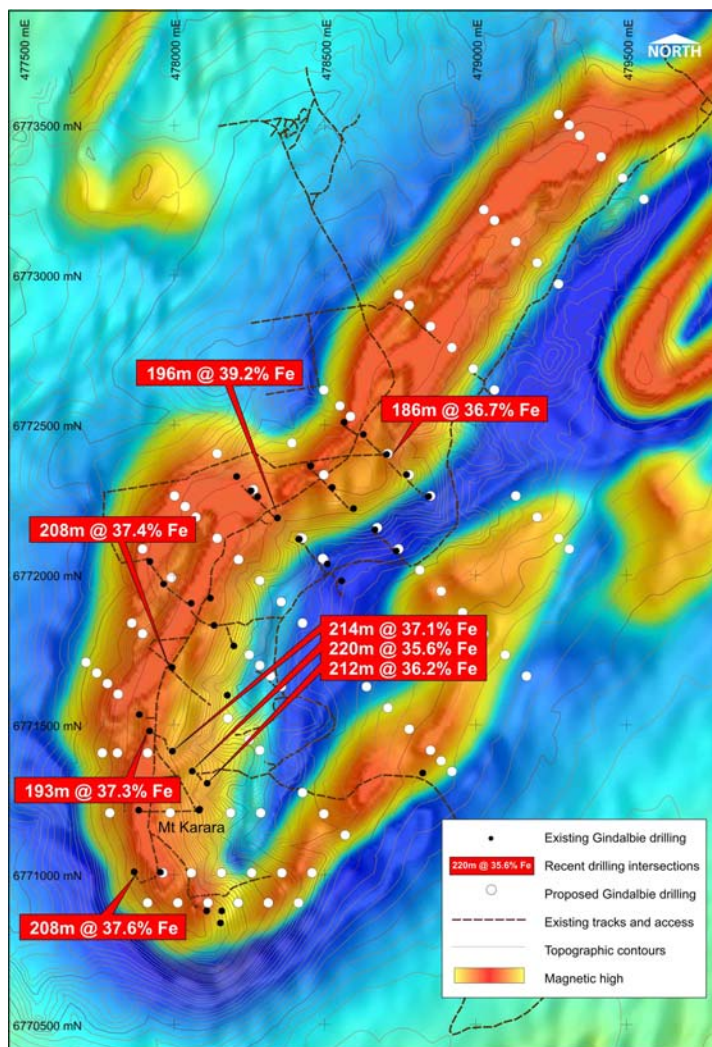 477500 mE
478000 mE
478500 mE
479000 mE
479500 mE
NORTH
6773500 mN
6773000 mN
196m @ 39.2% Fe
186m @ 36.7% Fe
6772500 mN
208m @ 37.4% Fe
6772000 mN
214m @ 37.1% Fe
220m @ 35.6% Fe
212m @ 36.2% Fe
6771500 mN
193m @ 37.3% Fe
Mt Karara
6771000 mN
208m @ 37.6% Fe
6770500 mN
Existing Gindalbie drilling
220m @ 35.6% Fe Recent drilling intersections
Proposed Gindalbie drilling
Existing tracks and access
Topographic contours
Magnetic high